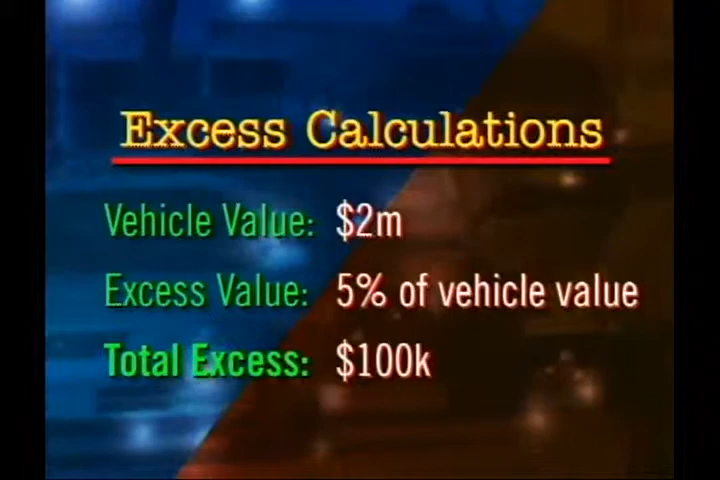 Excess Calculations
Vehicle Value: $2m
Excess Value: 5% of vehicle value
Total Excess: $100k